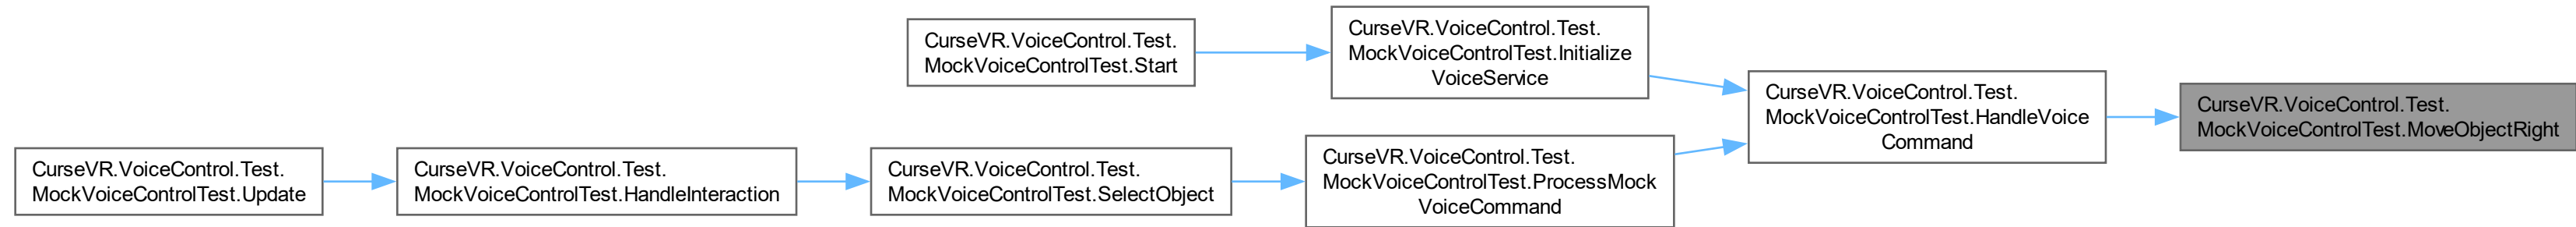 CurseVR.VoiceControl.Test.
MockVoiceControlTest.Start
CurseVR.VoiceControl.Test.
MockVoiceControlTest.Initialize
VoiceService
CurseVR.VoiceControl.Test.
MockVoiceControlTest.HandleVoice
Command
CurseVR.VoiceControl.Test.
MockVoiceControlTest.MoveObjectRight
CurseVR.VoiceControl.Test.
MockVoiceControlTest.Update
CurseVR.VoiceControl.Test.
MockVoiceControlTest.HandleInteraction
CurseVR.VoiceControl.Test.
MockVoiceControlTest.SelectObject
CurseVR.VoiceControl.Test.
MockVoiceControlTest.ProcessMock
VoiceCommand